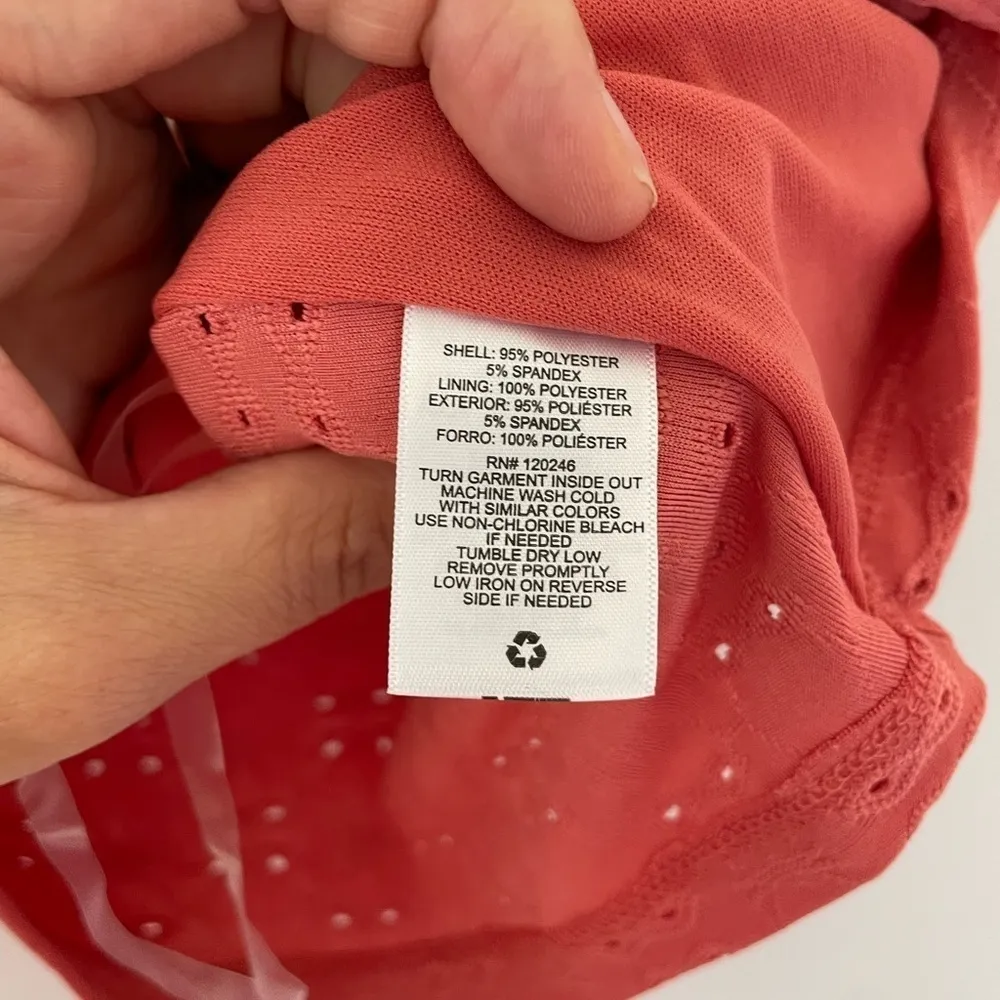 SHELL: 95% POLYESTER
5% SPANDEX
LINING: 100% POLYESTER
EXTERIOR: 95% POLIÉSTER
5% SPANDEX
FORRO: 100% POLIÉSTER
RN# 120246
TURN GARMENT INSIDE OUT
MACHINE WASH COLD
WITH SIMILAR COLORS
USE NON-CHLORINE BLEACH
IF NEEDED
TUMBLE DRY LOW
REMOVE PROMPTLY
LOW IRON ON REVERSE
SIDE IF NEEDED